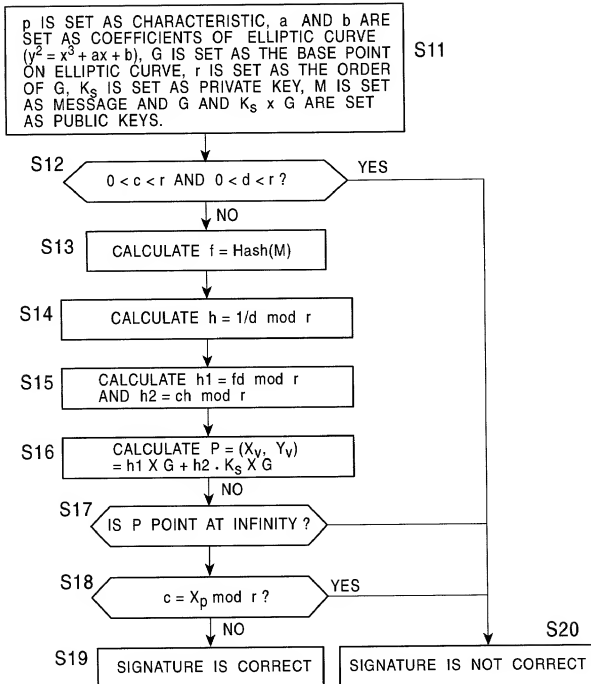 p IS SET AS CHARACTERISTIC, a AND b ARE
SET AS COEFFICIENTS OF ELLIPTIC CURVE
(y² = x³ + ax + b), G IS SET AS THE BASE POINT
ON ELLIPTIC CURVE, r IS SET AS THE ORDER
OF G, Ks IS SET AS PRIVATE KEY, M IS SET
AS MESSAGE AND G AND Ks x G ARE SET
AS PUBLIC KEYS.
S11
S12
0 < c < r AND 0 < d < r ?
YES
NO
S13
CALCULATE f = Hash(M)
S14
CALCULATE h = 1/d mod r
S15
CALCULATE h1 = fd mod r
AND h2 = ch mod r
S16
CALCULATE P = (Xv, Yv)
= h1 X G + h2 . Ks X G
NO
S17
IS P POINT AT INFINITY ?
S18
c = Xp mod r ?
YES
NO
S19
SIGNATURE IS CORRECT
S20
SIGNATURE IS NOT CORRECT